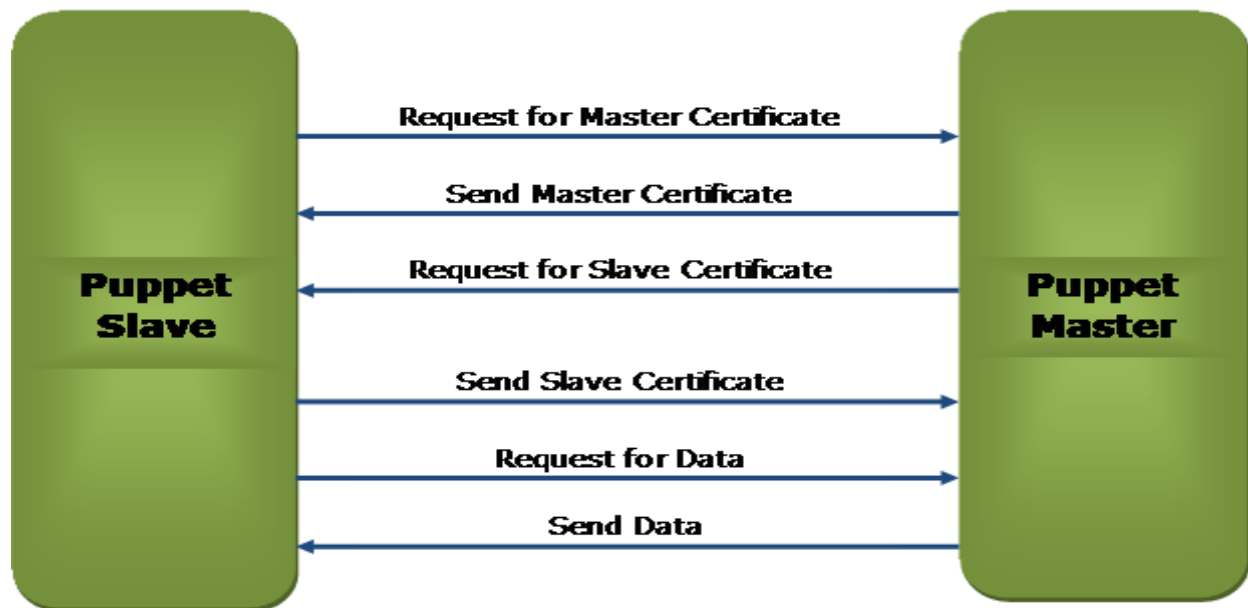 Request for Master Certificate
Send Master Certificate
Request for Slave Certificate
Puppet
Slave
Puppet
Master
Send Slave Certificate
Request for Data
Send Data